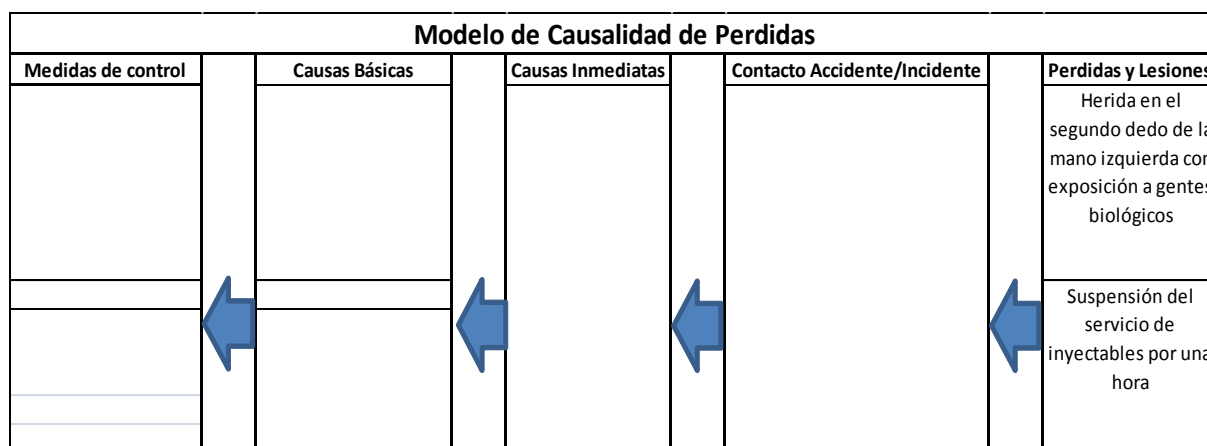 Modelo de Causalidad de Perdidas
Medidas de control
Causas Básicas
Causas Inmediatas
Contacto Accidente/Incidente
Perdidas y Lesiones
Herida en el
segundo dedo de la
mano izquierda con
exposición a gentes
biológicos
Suspensión del
servicio de
inyectables por una
hora